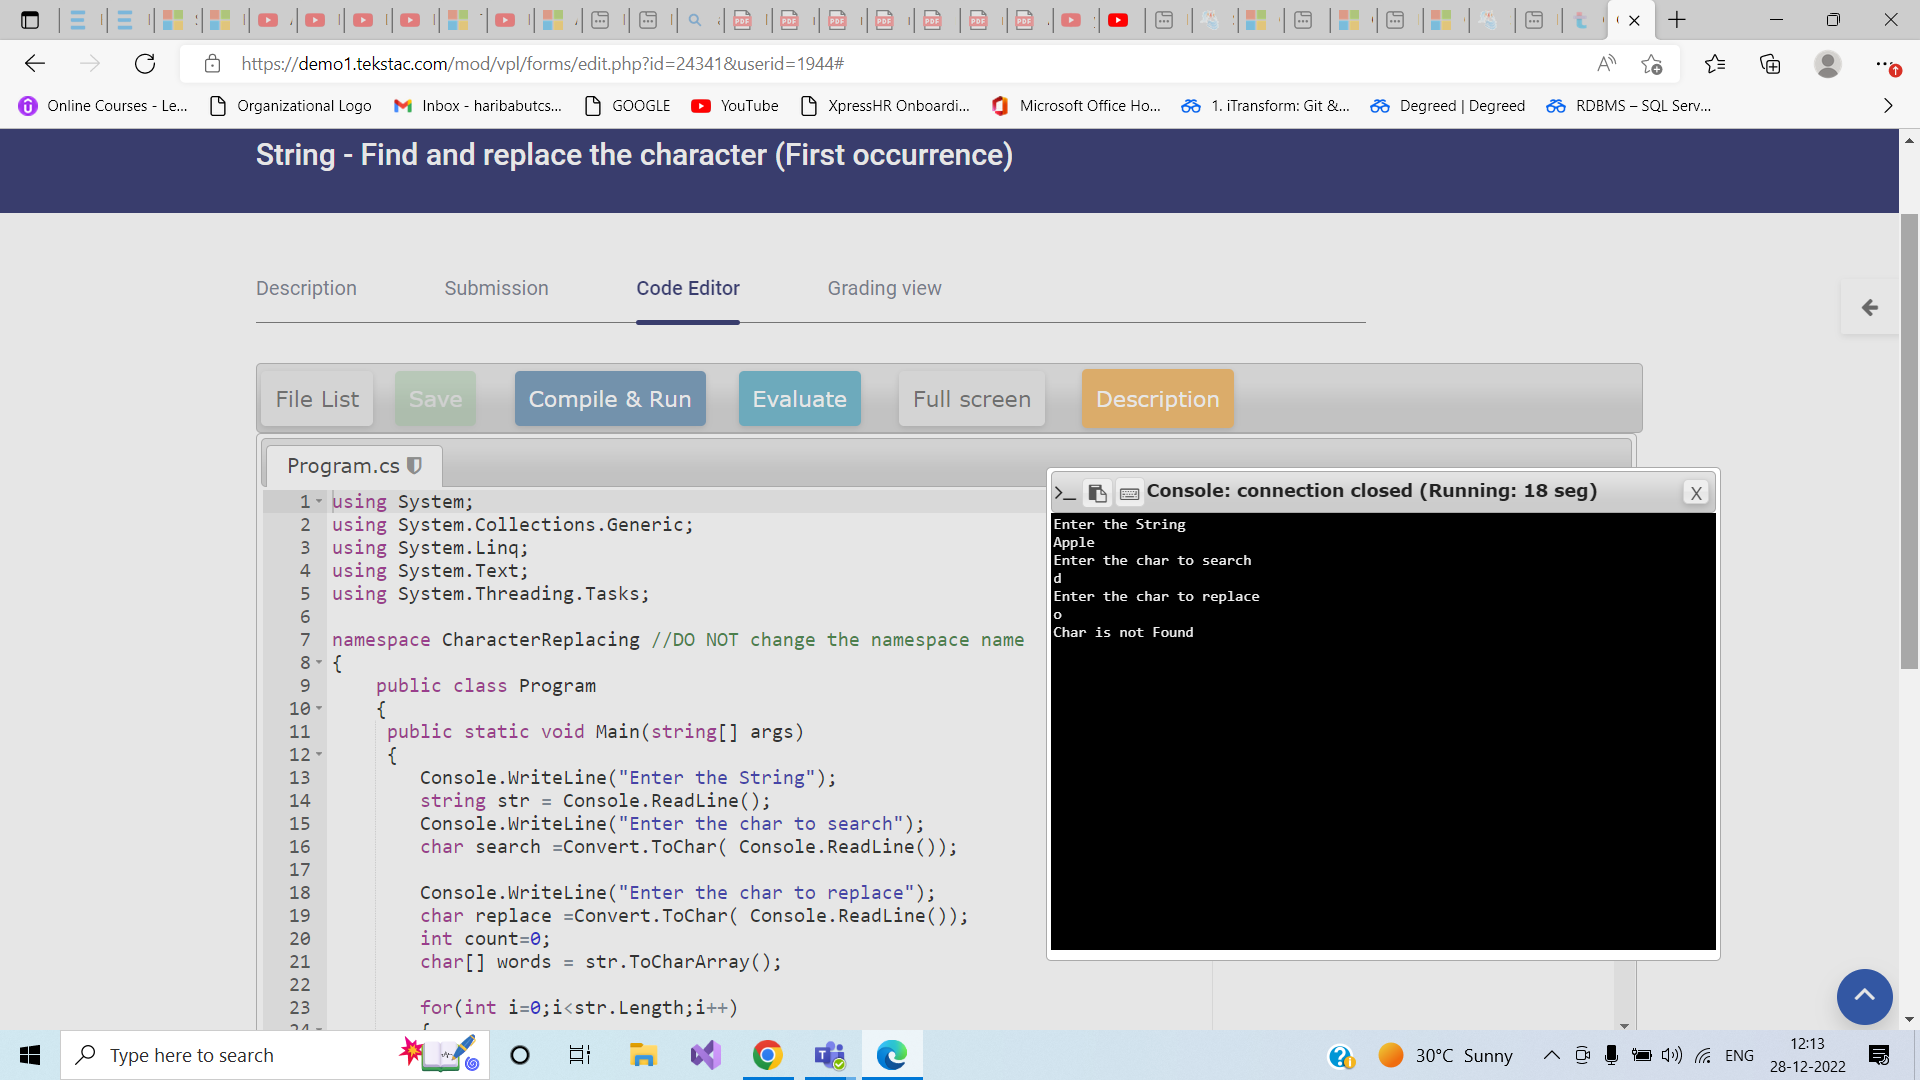 https://demo1.tekstac.com/mod/vpl/forms/edit.php?id=24341&userid=1944#
Online Courses - Le... Organizational Logo Inbox - haribabutcs... GOOGLE YouTube XpressHR Onboardi... Microsoft Office Ho... 1. iTransform: Git &... Degreed | Degreed RDBMS – SQL Serv...
String - Find and replace the character (First occurrence)
Description Submission Code Editor Grading view
File List Save Compile & Run Evaluate Full screen Description
Program.cs
1 using System;
2 using System.Collections.Generic;
3 using System.Linq;
4 using System.Text;
5 using System.Threading.Tasks;
6
7 namespace CharacterReplacing //DO NOT change the namespace name
8 {
9 public class Program
10 {
11 public static void Main(string[] args)
12 {
13 Console.WriteLine("Enter the String");
14 string str = Console.ReadLine();
15 Console.WriteLine("Enter the char to search");
16 char search =Convert.ToChar( Console.ReadLine());
17
18 Console.WriteLine("Enter the char to replace");
19 char replace =Convert.ToChar( Console.ReadLine());
20 int count=0;
21 char[] words = str.ToCharArray();
22
23 for(int i=0;i<str.Length;i++)
24 {
>_ Console: connection closed (Running: 18 seg) X
Enter the String
Apple
Enter the char to search
d
Enter the char to replace
o
Char is not Found
Type here to search
30°C Sunny
ENG
12:13
28-12-2022